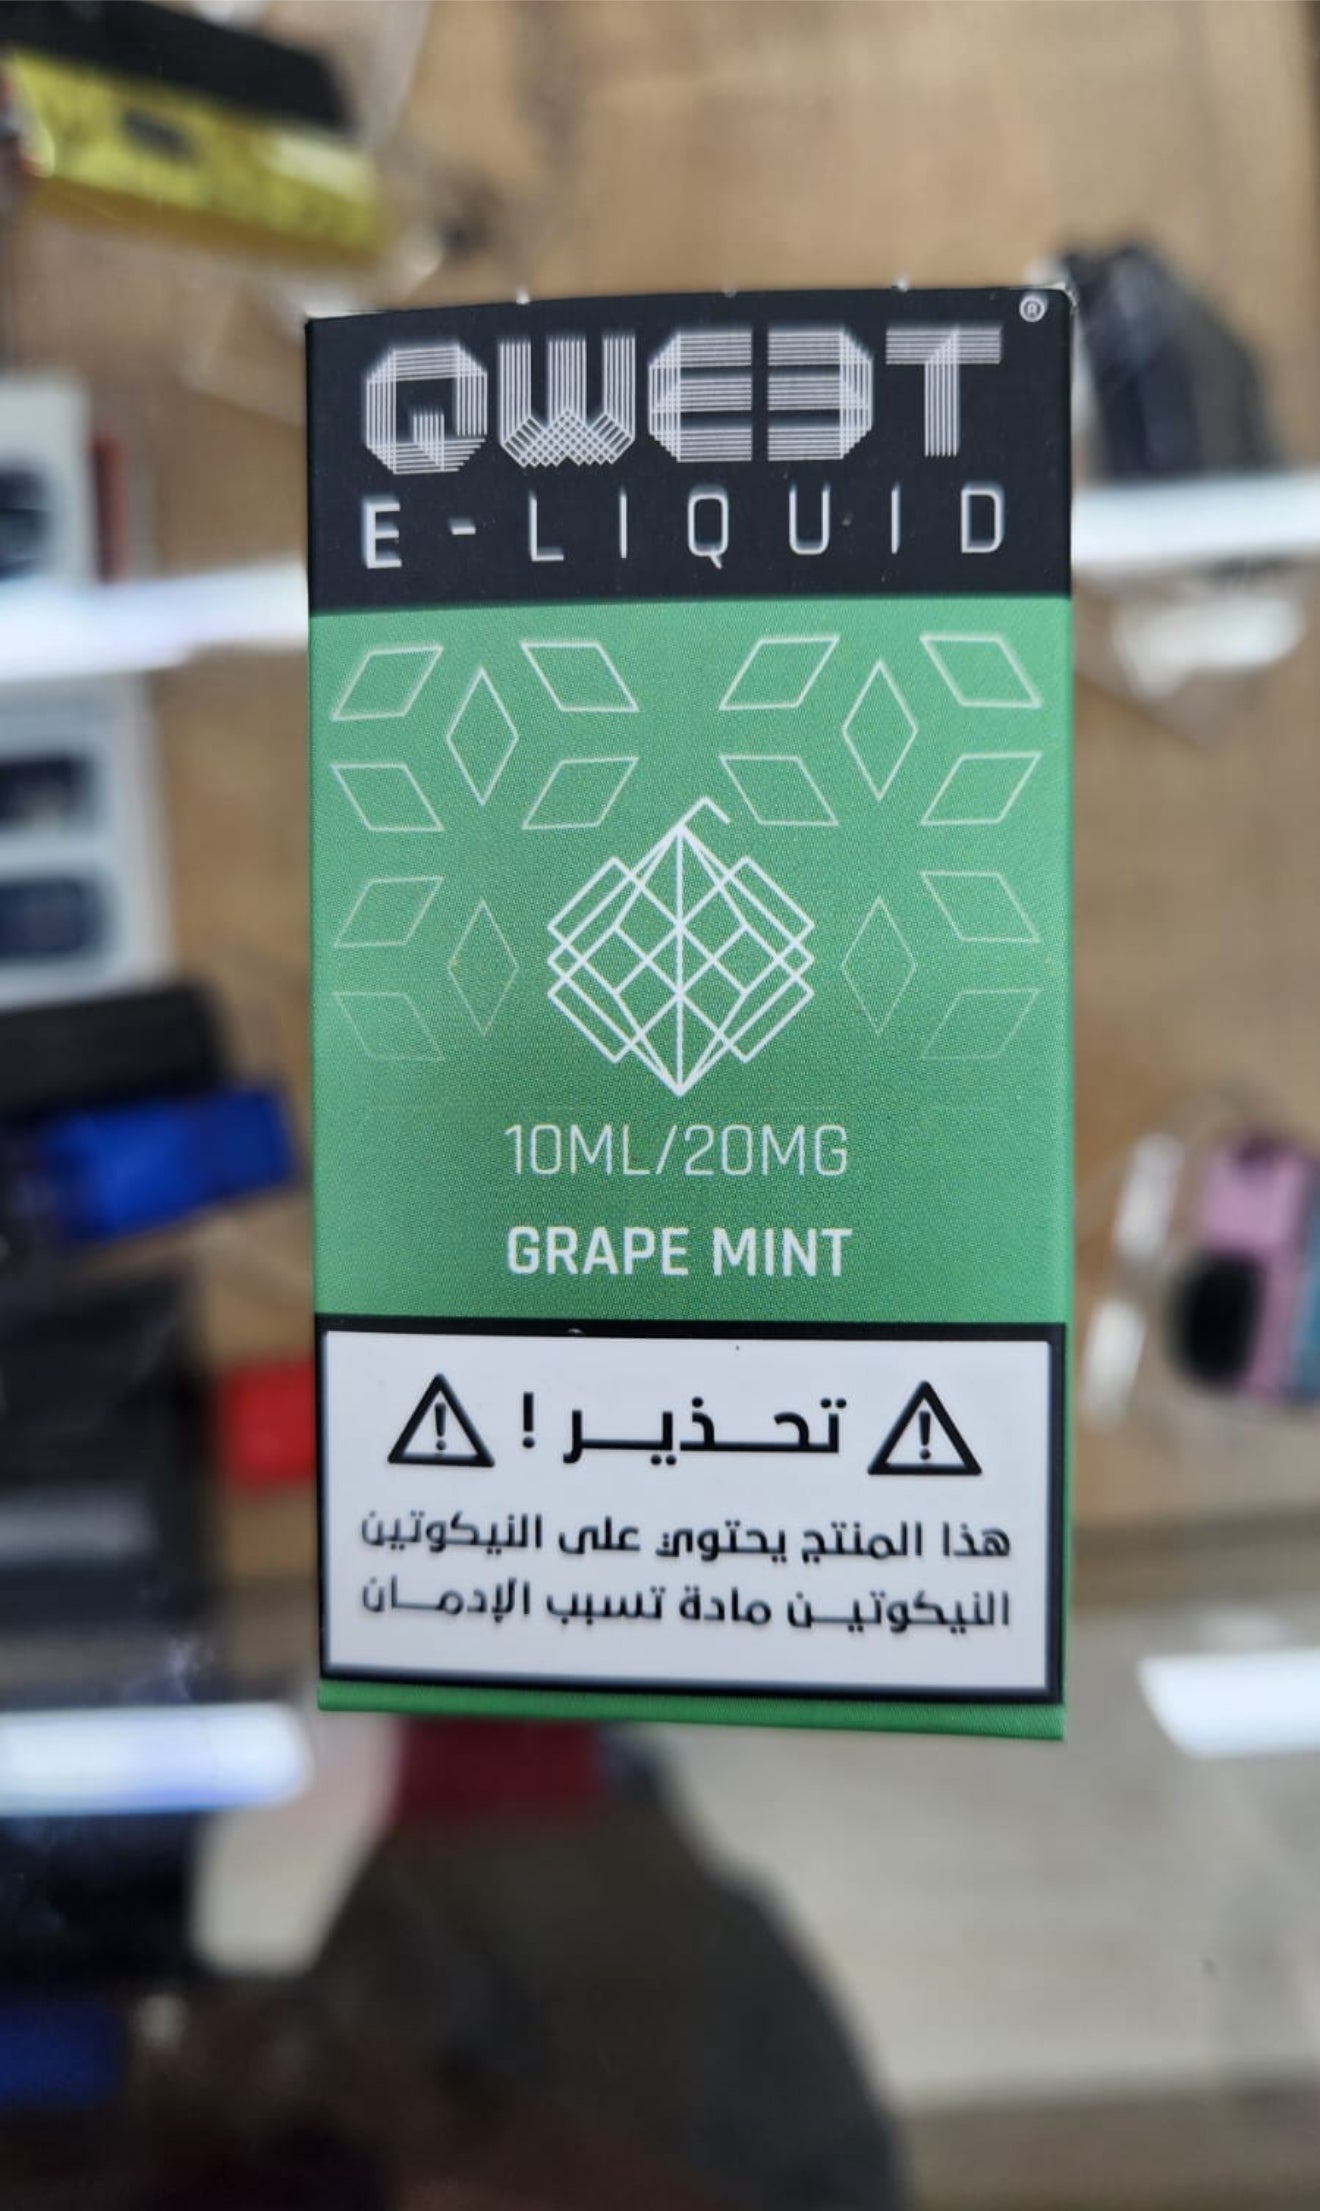 QWEST®
E-LIQUID
10ML/20MG
GRAPE MINT
تحذير !
هذا المنتج يحتوي على النيكوتين
النيكوتين مادة تسبب الإدمان